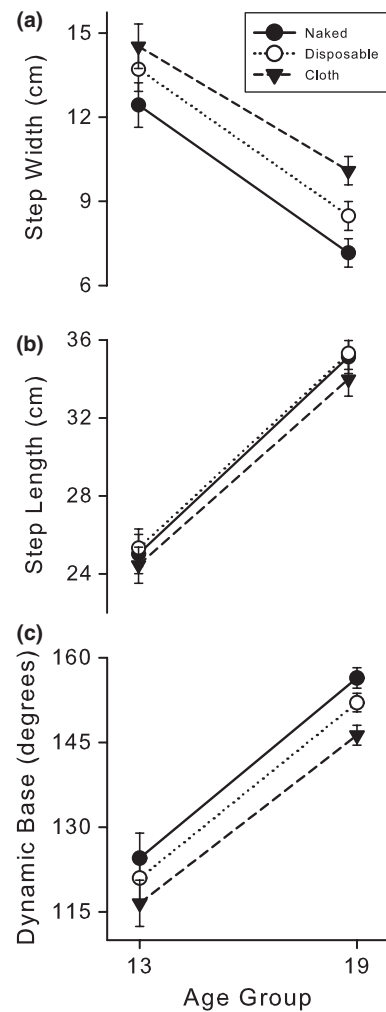 (a)
Step Width (cm)
15
12
9
6
Naked
Disposable
Cloth
(b)
Step Length (cm)
36
32
28
24
(c)
Dynamic Base (degrees)
160
145
130
115
13
19
Age Group